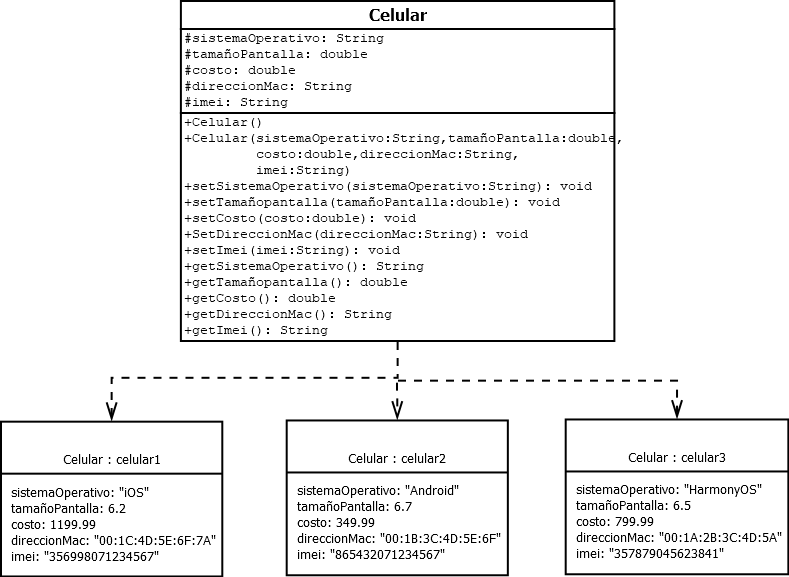 Celular
#sistemaOperativo: String
#tamañoPantalla: double
#costo: double
#direccionMac: String
#imei: String
+Celular()
+Celular(sistemaOperativo:String,tamañoPantalla:double,
costo:double,direccionMac:String,
imei:String)
+setSistemaOperativo(sistemaOperativo:String): void
+setTamañopantalla(tamañoPantalla:double): void
+setCosto(costo:double): void
+SetDireccionMac(direccionMac:String): void
+setImei(imei:String): void
+getSistemaOperativo(): String
+getTamañopantalla(): double
+getCosto(): double
+getDireccionMac(): String
+getImei(): String
Celular : celular1
sistemaOperativo: "iOS"
tamañoPantalla: 6.2
costo: 1199.99
direccionMac: "00:1C:4D:5E:6F:7A"
imei: "356998071234567"
Celular : celular2
sistemaOperativo: "Android"
tamañoPantalla: 6.7
costo: 349.99
direccionMac: "00:1B:3C:4D:5E:6F"
imei: "865432071234567"
Celular : celular3
sistemaOperativo: "HarmonyOS"
tamañoPantalla: 6.5
costo: 799.99
direccionMac: "00:1A:2B:3C:4D:5A"
imei: "357879045623841"